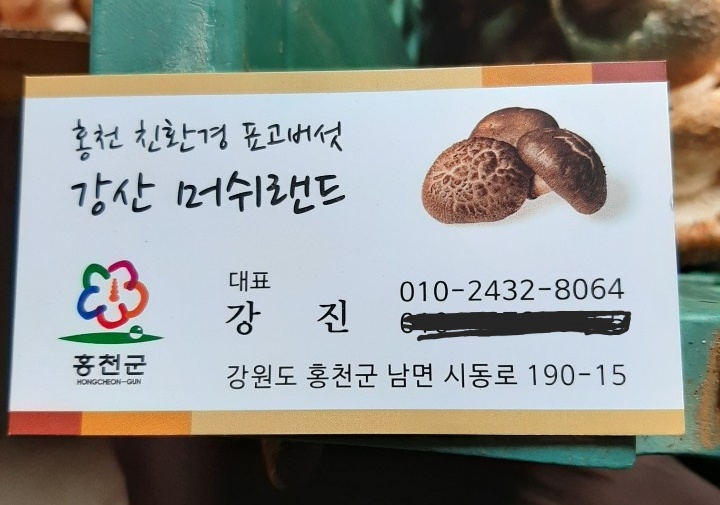 홍천 친환경 표고버섯
강산 머쉬랜드
대표
강 진
010-2432-8064
홍천군
HONGCHEON-GUN
강원도 홍천군 남면 시동로 190-15